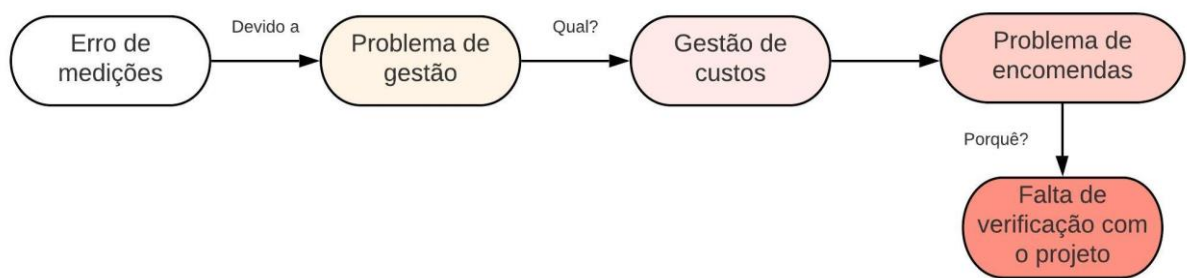 Erro de
medições
Devido a
Problema de
gestão
Qual?
Gestão de
custos
Problema de
encomendas
Porquê?
Falta de
verificação com
o projeto